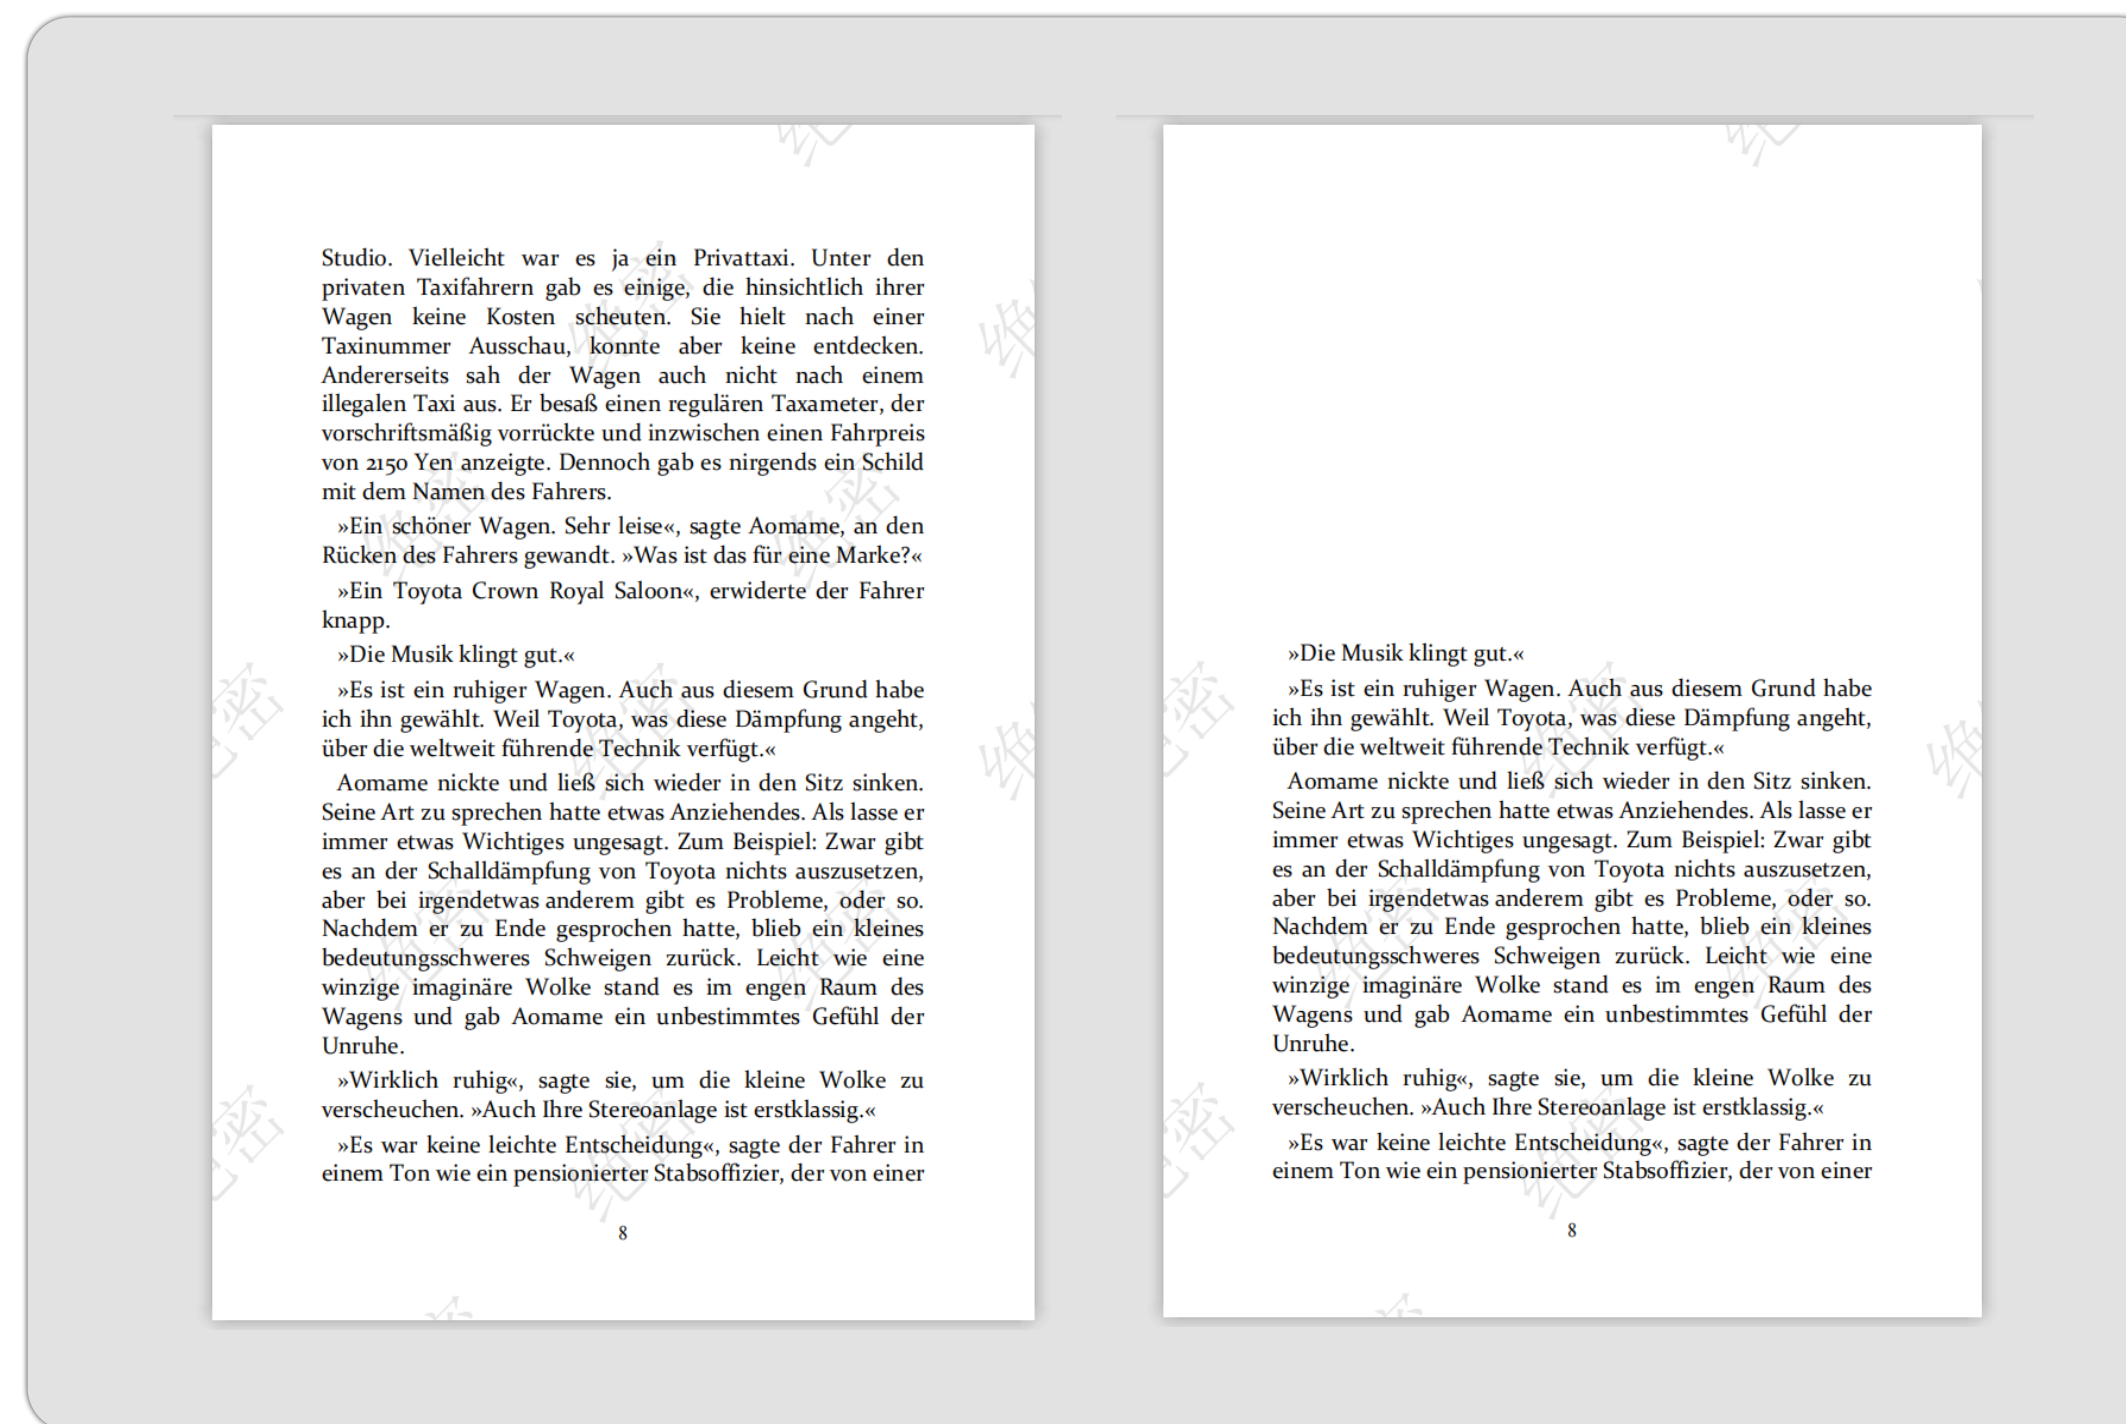 Studio. Vielleicht war es ja ein Privattaxi. Unter den
privaten Taxifahrern gab es einige, die hinsichtlich ihrer
Wagen keine Kosten scheuten. Sie hielt nach einer
Taxinummer Ausschau, konnte aber keine entdecken.
Andererseits sah der Wagen auch nicht nach einem
illegalen Taxi aus. Er besaß einen regulären Taxameter, der
vorschriftsmäßig vorrückte und inzwischen einen Fahrpreis
von 2150 Yen anzeigte. Dennoch gab es nirgends ein Schild
mit dem Namen des Fahrers.
»Ein schöner Wagen. Sehr leise«, sagte Aomame, an den
Rücken des Fahrers gewandt. »Was ist das für eine Marke?«
»Ein Toyota Crown Royal Saloon«, erwiderte der Fahrer
knapp.
»Die Musik klingt gut.«
»Es ist ein ruhiger Wagen. Auch aus diesem Grund habe
ich ihn gewählt. Weil Toyota, was diese Dämpfung angeht,
über die weltweit führende Technik verfügt.«
Aomame nickte und ließ sich wieder in den Sitz sinken.
Seine Art zu sprechen hatte etwas Anziehendes. Als lasse er
immer etwas Wichtiges ungesagt. Zum Beispiel: Zwar gibt
es an der Schalldämpfung von Toyota nichts auszusetzen,
aber bei irgendetwas anderem gibt es Probleme, oder so.
Nachdem er zu Ende gesprochen hatte, blieb ein kleines
bedeutungsschweres Schweigen zurück. Leicht wie eine
winzige imaginäre Wolke stand es im engen Raum des
Wagens und gab Aomame ein unbestimmtes Gefühl der
Unruhe.
»Wirklich ruhig«, sagte sie, um die kleine Wolke zu
verscheuchen. »Auch Ihre Stereoanlage ist erstklassig.«
»Es war keine leichte Entscheidung«, sagte der Fahrer in
einem Ton wie ein pensionierter Stabsoffizier, der von einer
8
绝密
»Die Musik klingt gut.«
»Es ist ein ruhiger Wagen. Auch aus diesem Grund habe
ich ihn gewählt. Weil Toyota, was diese Dämpfung angeht,
über die weltweit führende Technik verfügt.«
Aomame nickte und ließ sich wieder in den Sitz sinken.
Seine Art zu sprechen hatte etwas Anziehendes. Als lasse er
immer etwas Wichtiges ungesagt. Zum Beispiel: Zwar gibt
es an der Schalldämpfung von Toyota nichts auszusetzen,
aber bei irgendetwas anderem gibt es Probleme, oder so.
Nachdem er zu Ende gesprochen hatte, blieb ein kleines
bedeutungsschweres Schweigen zurück. Leicht wie eine
winzige imaginäre Wolke stand es im engen Raum des
Wagens und gab Aomame ein unbestimmtes Gefühl der
Unruhe.
»Wirklich ruhig«, sagte sie, um die kleine Wolke zu
verscheuchen. »Auch Ihre Stereoanlage ist erstklassig.«
»Es war keine leichte Entscheidung«, sagte der Fahrer in
einem Ton wie ein pensionierter Stabsoffizier, der von einer
8
绝密